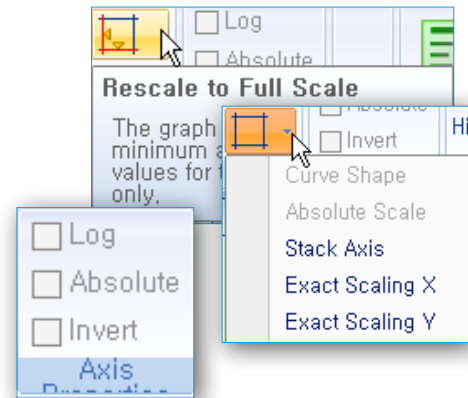 Log
Absolute
Rescale to Full Scale
The graph
minimum a
values for t
only,
Absolute
Invert
Hi
Curve Shape
Absolute Scale
Stack Axis
Exact Scaling X
Exact Scaling Y
Log
Absolute
Invert
Axis
Properties